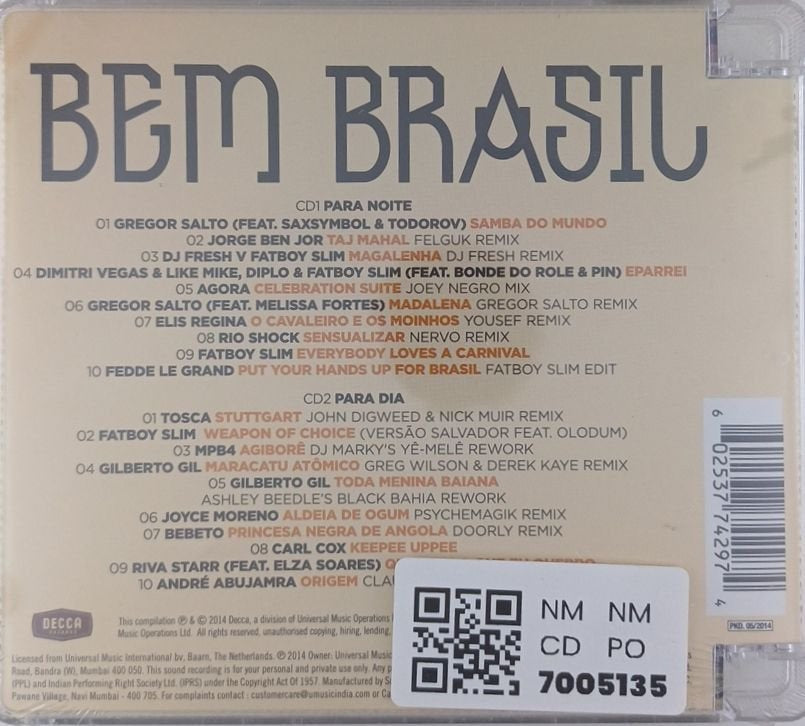 BEM BRASIL
CD1 PARA NOITE
01 GREGOR SALTO (FEAT. SAXSYMBOL & TODOROV) SAMBA DO MUNDO
02 JORGE BEN JOR TAJ MAHAL FELGUK REMIX
03 DJ FRESH V FATBOY SLIM MAGALENHA DJ FRESH REMIX
04 DIMITRI VEGAS & LIKE MIKE, DIPLO & FATBOY SLIM (FEAT. BONDE DO ROLE & PIN) EPARREI
05 AGORA CELEBRATION SUITE JOEY NEGRO MIX
06 GREGOR SALTO (FEAT. MELISSA FORTES) MADALENA GREGOR SALTO REMIX
07 ELIS REGINA O CAVALEIRO E OS MOINHOS YOUSEF REMIX
08 RIO SHOCK SENSUALIZAR NERVO REMIX
09 FATBOY SLIM EVERYBODY LOVES A CARNIVAL
10 FEDDE LE GRAND PUT YOUR HANDS UP FOR BRASIL FATBOY SLIM EDIT
CD2 PARA DIA
01 TOSCA STUTTGART JOHN DIGWEED & NICK MUIR REMIX
02 FATBOY SLIM WEAPON OF CHOICE (VERSÃO SALVADOR FEAT. OLODUM)
03 MPB4 AGIBORÊ DJ MARKY'S YÊ-MELÊ REWORK
04 GILBERTO GIL MARACATU ATÔMICO GREG WILSON & DEREK KAYE REMIX
05 GILBERTO GIL TODA MENINA BAIANA
ASHLEY BEEDLE'S BLACK BAHIA REWORK
06 JOYCE MORENO ALDEIA DE OGUM PSYCHEMAGIK REMIX
07 BEBETO PRINCESA NEGRA DE ANGOLA DOORLY REMIX
08 CARL COX KEEPEE UPPEE
09 RIVA STARR (FEAT. ELZA SOARES)
10 ANDRÉ ABUJAMRA ORIGEM
DECCA
RECORDS
This compilation ℗ & © 2014 Decca, a division of Universal Music Operations
Music Operations Ltd. All rights reserved, unauthorised copying, hiring, lending,
Licensed from Universal Music International bv, Baarn, The Netherlands. ℗ 2014 Owner: Universal Music
Road, Bandra (W), Mumbai 400 050. This sound recording is for your personal and private use only. Any
(PPL) and Indian Performing Right Society Ltd. (IPRS) under the Copyright Act Of 1957. Manufactured by
Pawane Village, Navi Mumbai - 400 705. For complaints contact : customercare@umusicindia.com or
6 02537 74297 4
PKD. 05/2014
NM NM
CD PO
7005135